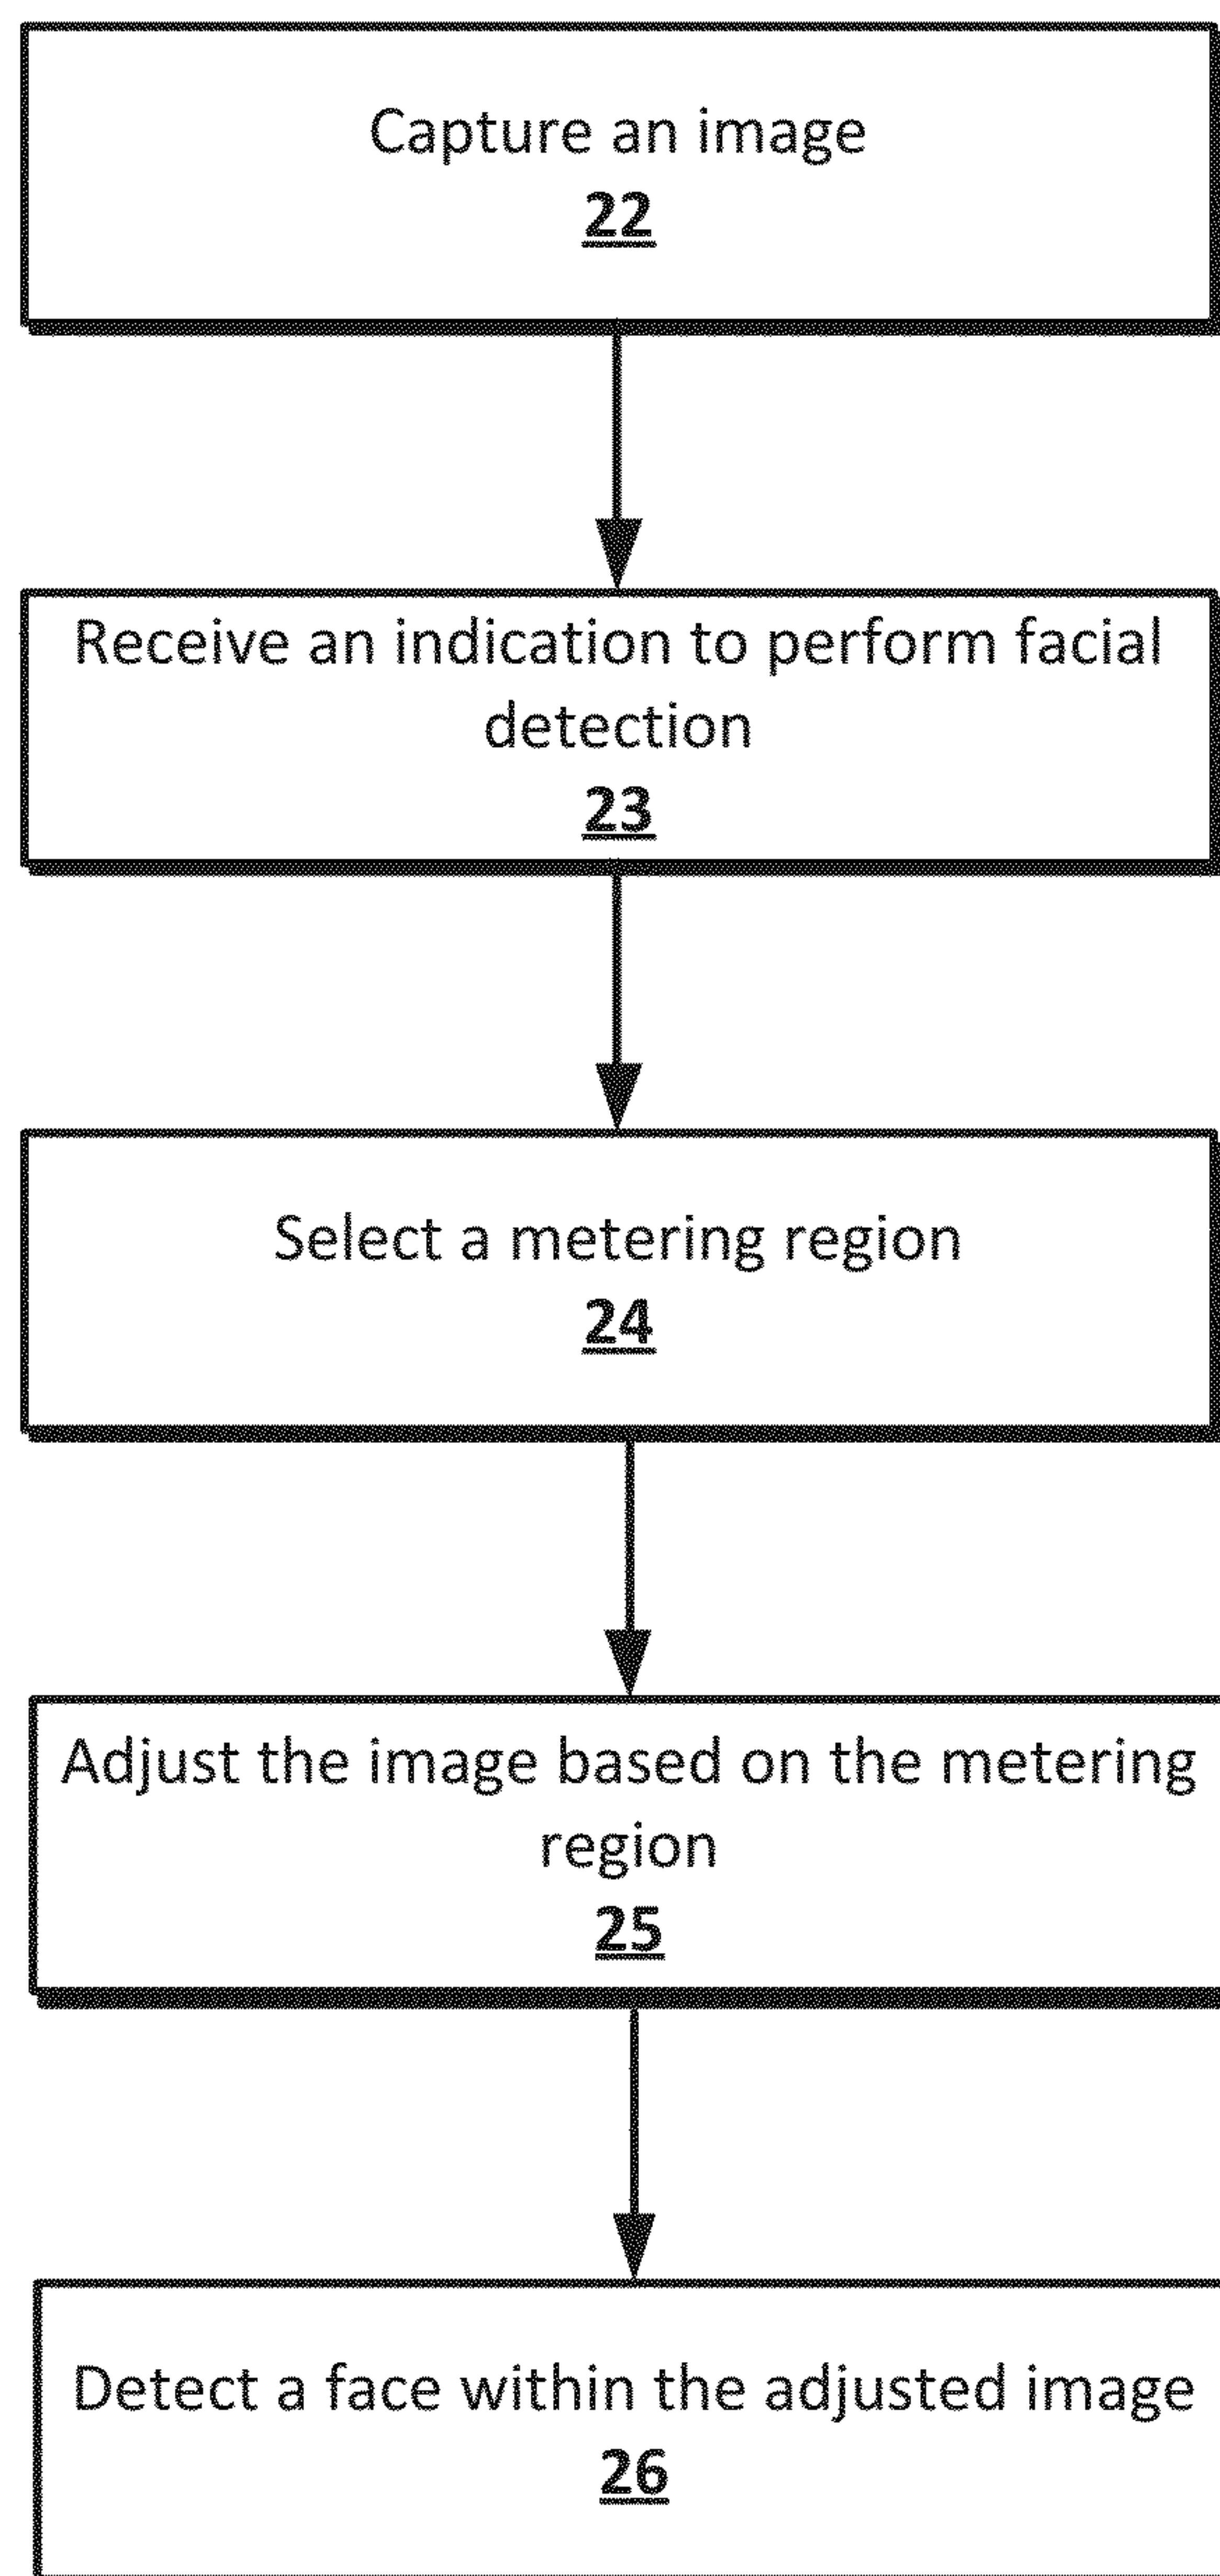 Capture an image
22
Receive an indication to perform facial
detection
23
Select a metering region
24
Adjust the image based on the metering
region
25
Detect a face within the adjusted image
26